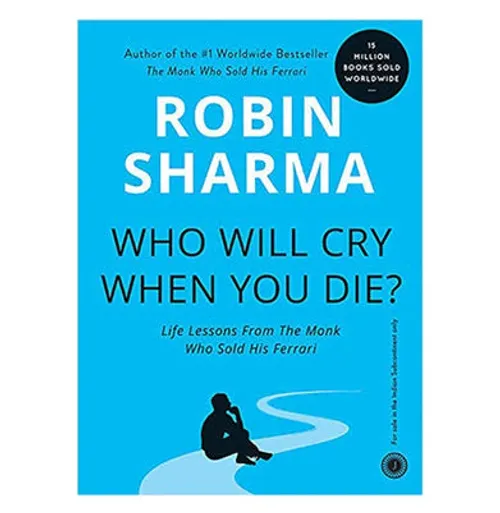 Author of the #1 Worldwide Bestseller
The Monk Who Sold His Ferrari
15
MILLION
BOOKS SOLD
WORLDWIDE
ROBIN
SHARMA
WHO WILL CRY
WHEN YOU DIE?
Life Lessons From The Monk
Who Sold His Ferrari
For sale in the Indian Subcontinent only
J